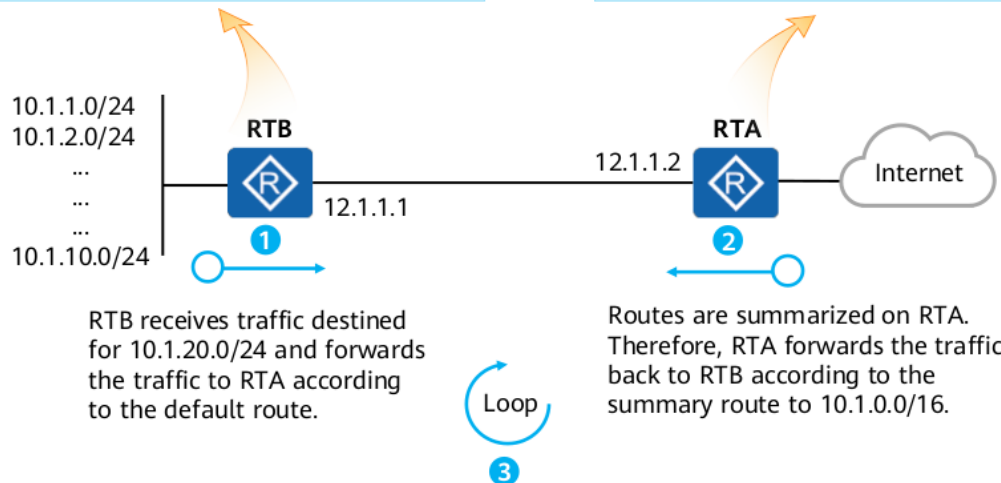 10.1.1.0/24
10.1.2.0/24
...
...
...
10.1.10.0/24
RTB
R
12.1.1.1
1
12.1.1.2
RTA
R
2
Internet
RTB receives traffic destined
for 10.1.20.0/24 and forwards
the traffic to RTA according
to the default route.
Loop
3
Routes are summarized on RTA.
Therefore, RTA forwards the traffic
back to RTB according to the
summary route to 10.1.0.0/16.